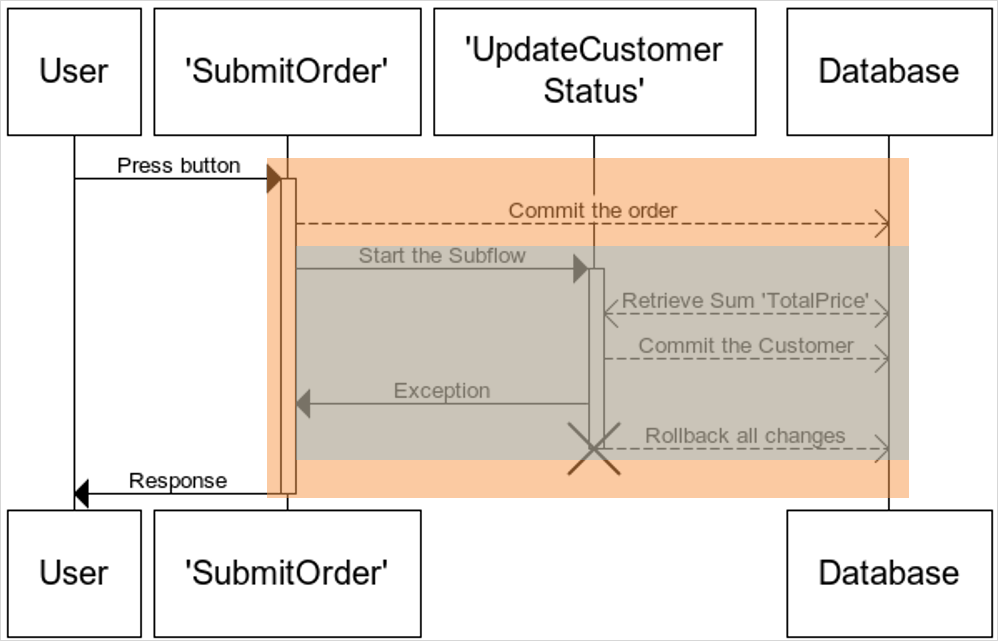 User
'SubmitOrder'
'UpdateCustomer
Status'
Database
Press button
Commit the order
Start the Subflow
Retrieve Sum 'TotalPrice'
Commit the Customer
Exception
Rollback all changes
Response
User
'SubmitOrder'
Database